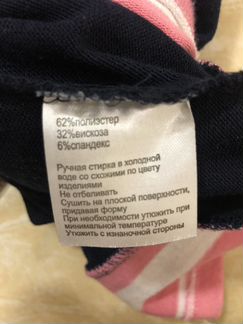 62%полиэстер
32%вискоза
6%спандекс
Ручная стирка в холодной
воде со схожими по цвету
изделиями
Не отбеливать
Сушить на плоской поверхности,
придавая форму
При необходимости утюжить при
минимальной температуре
Утюжить с изнаночной стороны